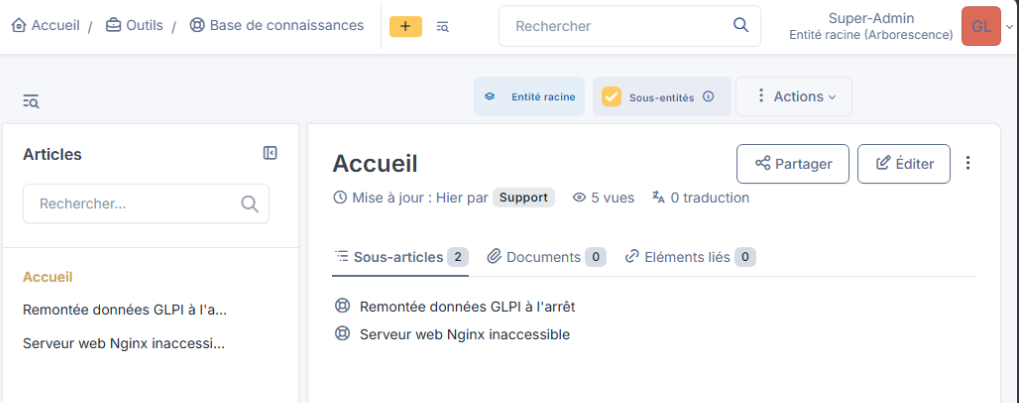 Accueil / Outils / Base de connaissances
Rechercher
Super-Admin
Entité racine (Arborescence)
GL
Entité racine
Sous-entités
Actions
Articles
Rechercher...
Accueil
Remontée données GLPI à l'a...
Serveur web Nginx inaccessi...
Accueil
Partager
Éditer
Mise à jour : Hier par Support 5 vues 0 traduction
Sous-articles 2 Documents 0 Eléments liés 0
Remontée données GLPI à l'arrêt
Serveur web Nginx inaccessible